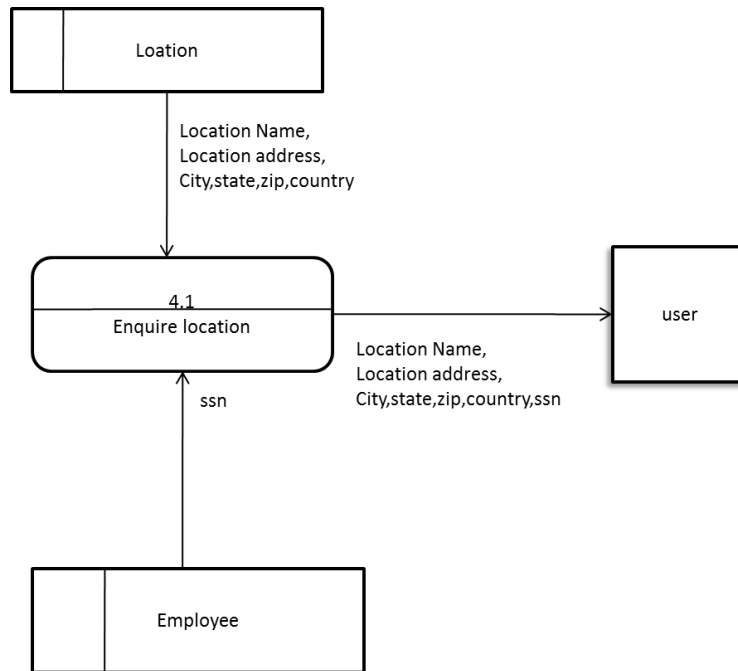 Loation
Location Name,
Location address,
City,state,zip,country
4.1
Enquire location
user
Location Name,
Location address,
City,state,zip,country,ssn
ssn
Employee